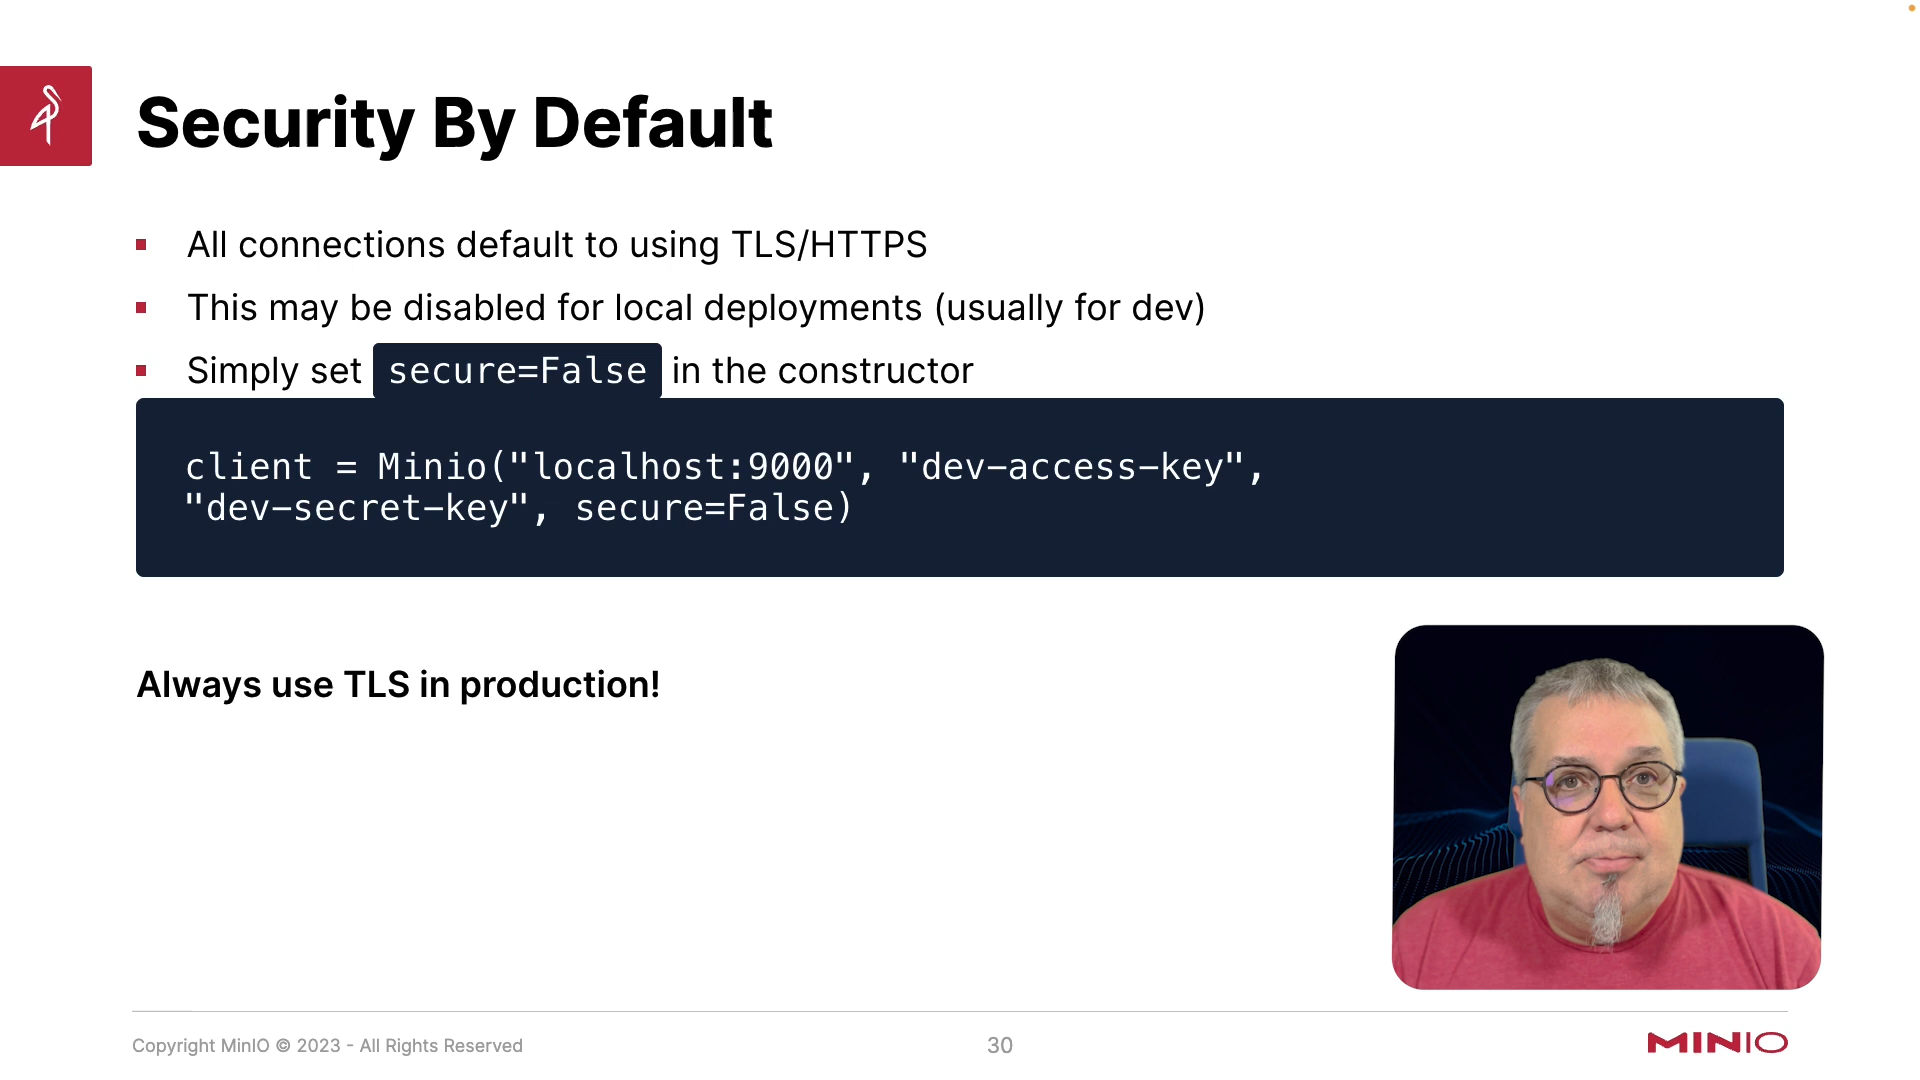 Security By Default
All connections default to using TLS/HTTPS
This may be disabled for local deployments (usually for dev)
Simply set secure=False in the constructor
client = Minio("localhost:9000", "dev-access-key",
"dev-secret-key", secure=False)
Always use TLS in production!
Copyright MinIO © 2023 - All Rights Reserved
30
MINIO